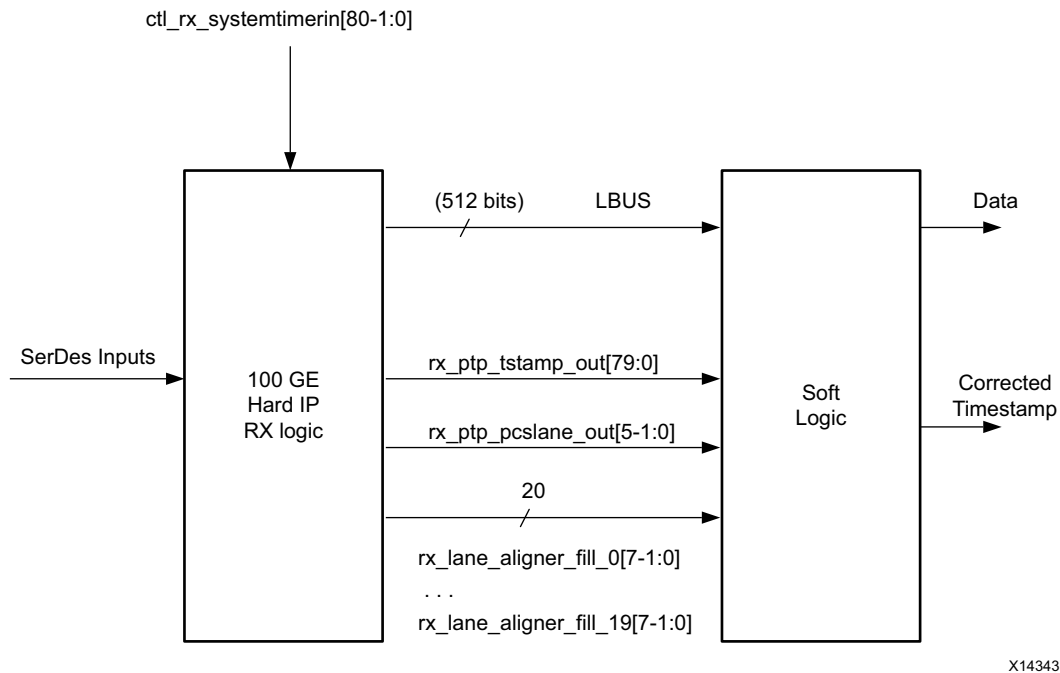 ctl_rx_systemtimerin[80-1:0]
(512 bits) LBUS
Data
SerDes Inputs
100 GE
Hard IP
RX logic
rx_ptp_tstamp_out[79:0]
rx_ptp_pcslane_out[5-1:0]
20
rx_lane_aligner_fill_0[7-1:0]
. . .
rx_lane_aligner_fill_19[7-1:0]
Soft
Logic
Corrected
Timestamp
X14343